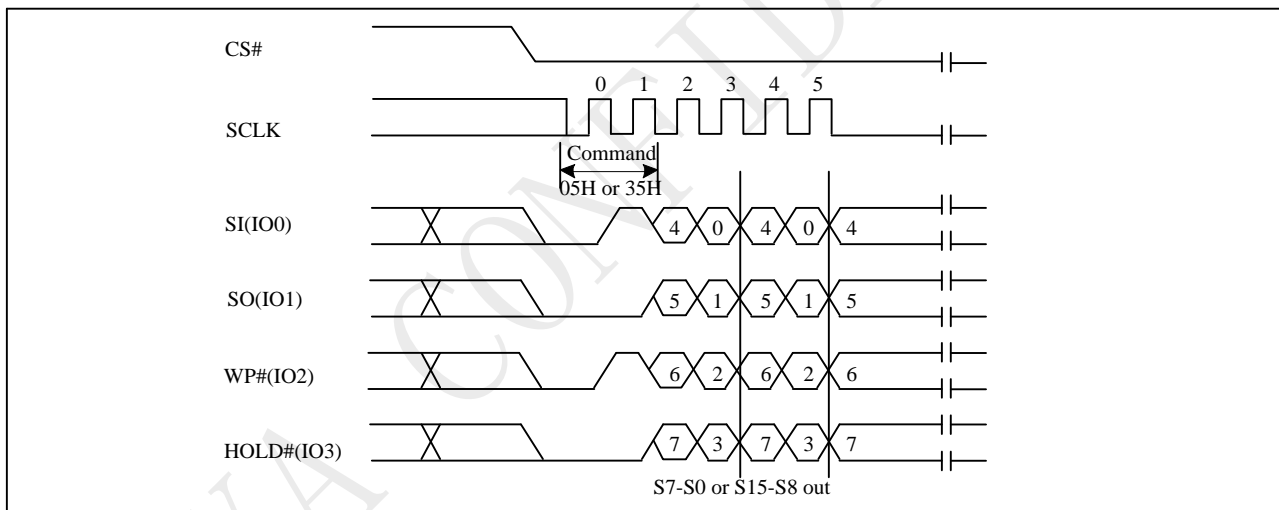 CS#
0 1 2 3 4 5
SCLK
Command
05H or 35H
SI(IO0) 4 0 4 0 4
SO(IO1) 5 1 5 1 5
WP#(IO2) 6 2 6 2 6
HOLD#(IO3) 7 3 7 3 7
S7-S0 or S15-S8 out